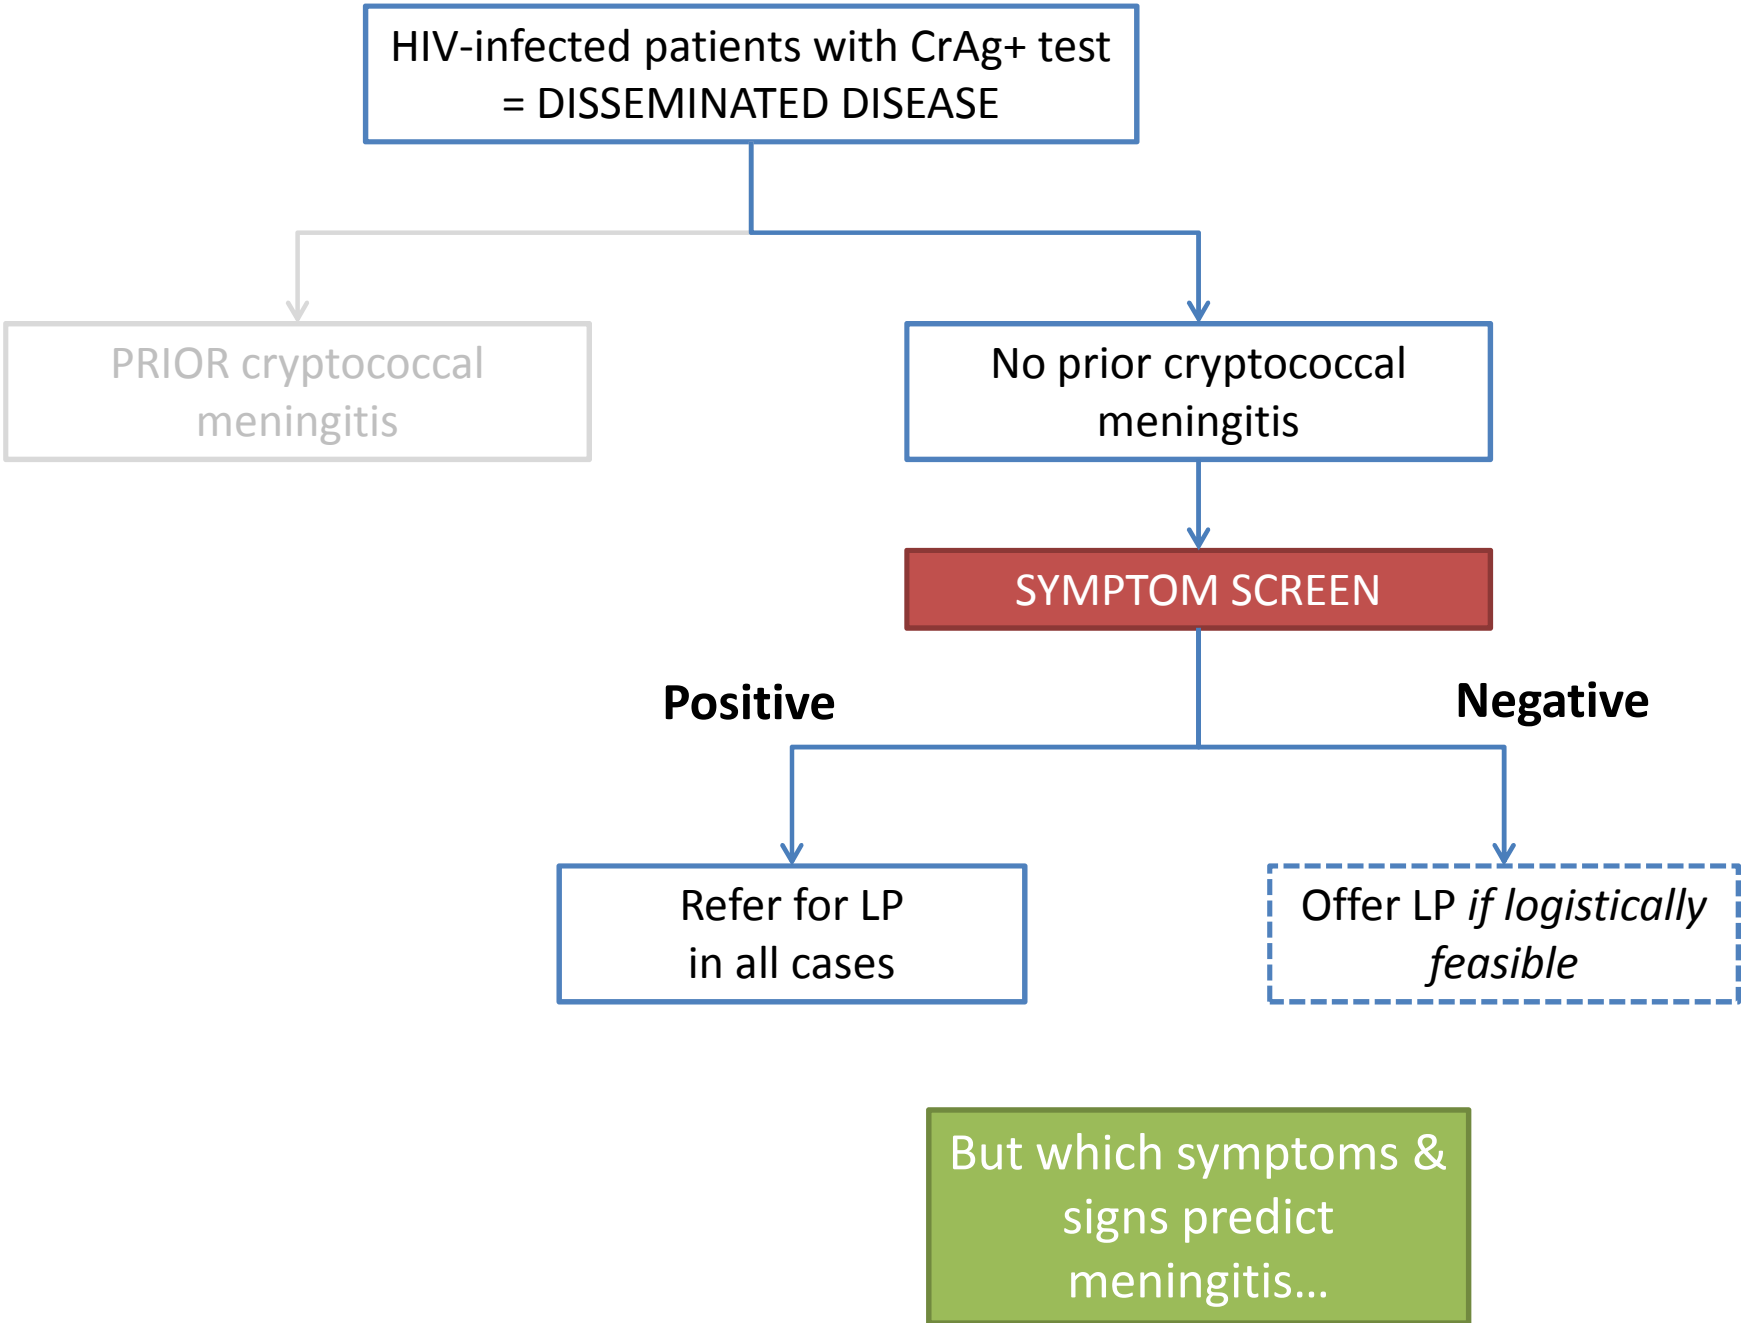 HIV-infected patients with CrAg+ test
= DISSEMINATED DISEASE
PRIOR cryptococcal
meningitis
No prior cryptococcal
meningitis
SYMPTOM SCREEN
Positive
Negative
Refer for LP
in all cases
Offer LP if logistically
feasible
But which symptoms &
signs predict
meningitis...